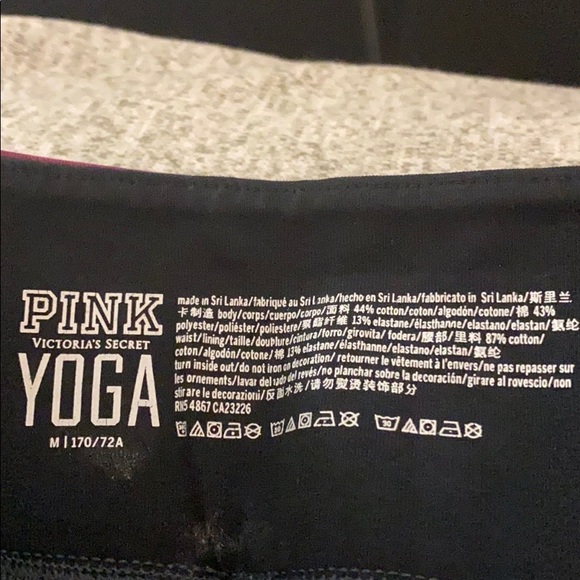 PINK
VICTORIA'S SECRET
YOGA
M | 170/72A
made in Sri Lanka/fabriqué au Sri Lanka/hecho en Sri Lanka/fabbricato in Sri Lanka/斯里兰
卡制造 body/corps/cuerpo/corpo/面料 44% cotton/coton/algodón/cotone/棉 43%
polyester/poliéster/poliestere/聚酯纤维 13% elastane/élasthanne/elastano/elastan/氨纶
waist/lining/taille/doublure/cintura/forro/girovita/fodera/腰部/里料 87% cotton/
coton/algodón/cotone/棉 13% elastane/élasthanne/elastano/elastan/氨纶
turn inside out/do not iron on decoration/ retourner le vêtement à l'envers/ne pas repasser sur
les ornements/lavar del lado del revés/no planchar sobre la decoración/girare al rovescio/non
stirare le decorazioni/反面水洗/请勿熨烫装饰部分
RN54867 CA23226
30
30